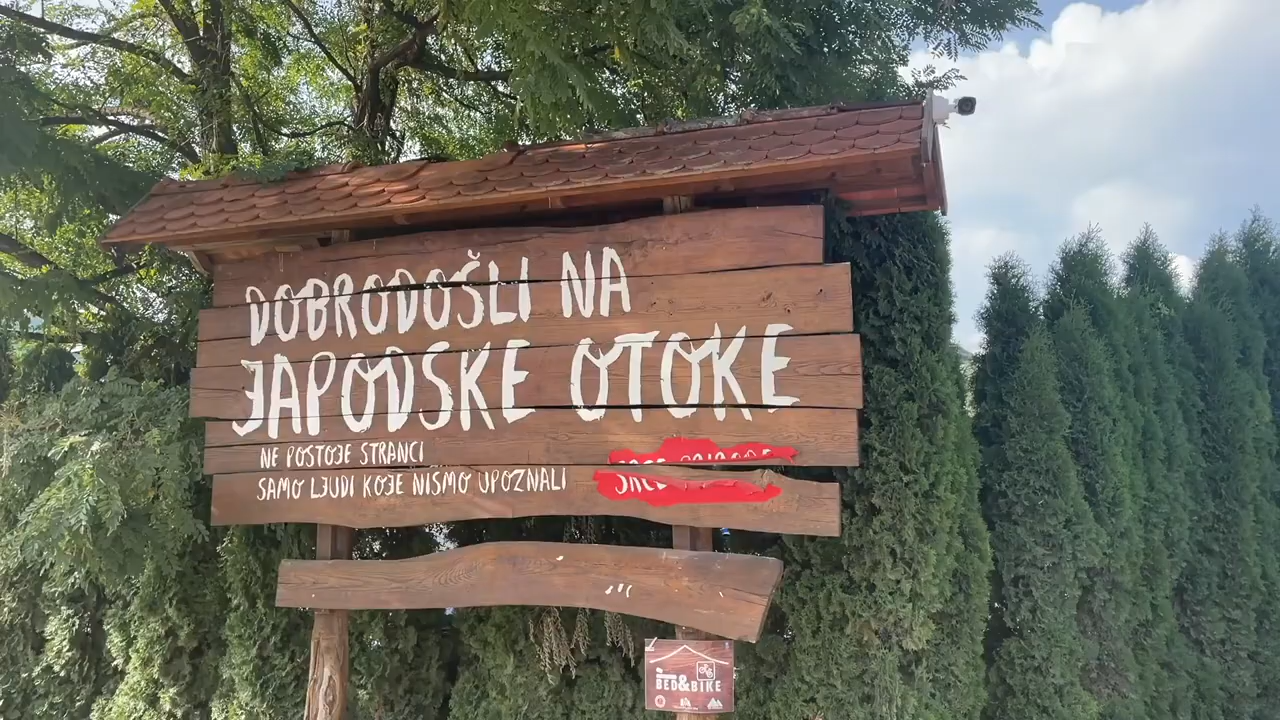 DOBRODOŠLI NA
JAPODSKE OTOKE
NE POSTOJE STRANCI
SAMO LJUDI KOJE NISMO UPOZNALI
BED&BIKE